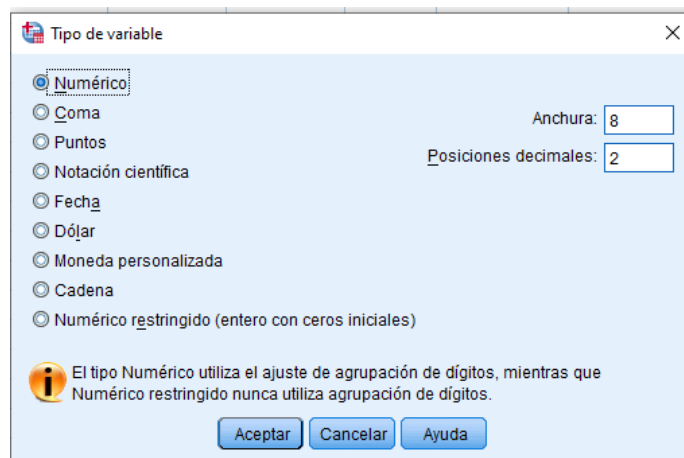 Tipo de variable
Numérico
Coma
Anchura: 8
Puntos
Posiciones decimales: 2
Notación científica
Fecha
Dólar
Moneda personalizada
Cadena
Numérico restringido (entero con ceros iniciales)
El tipo Numérico utiliza el ajuste de agrupación de dígitos, mientras que
Numérico restringido nunca utiliza agrupación de dígitos.
Aceptar Cancelar Ayuda